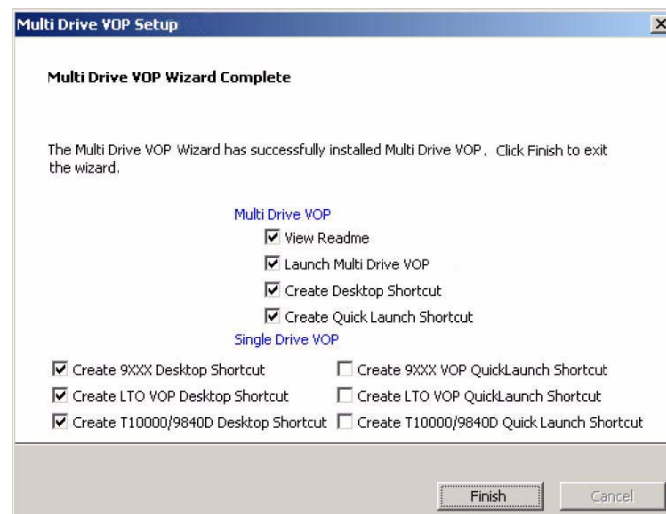 Multi Drive VOP Setup
Multi Drive VOP Wizard Complete
The Multi Drive VOP Wizard has successfully installed Multi Drive VOP. Click Finish to exit
the wizard.
Multi Drive VOP
View Readme
Launch Multi Drive VOP
Create Desktop Shortcut
Create Quick Launch Shortcut
Single Drive VOP
Create 9XXX Desktop Shortcut Create 9XXX VOP QuickLaunch Shortcut
Create LTO VOP Desktop Shortcut Create LTO VOP QuickLaunch Shortcut
Create T10000/9840D Desktop Shortcut Create T10000/9840D Quick Launch Shortcut
Finish Cancel